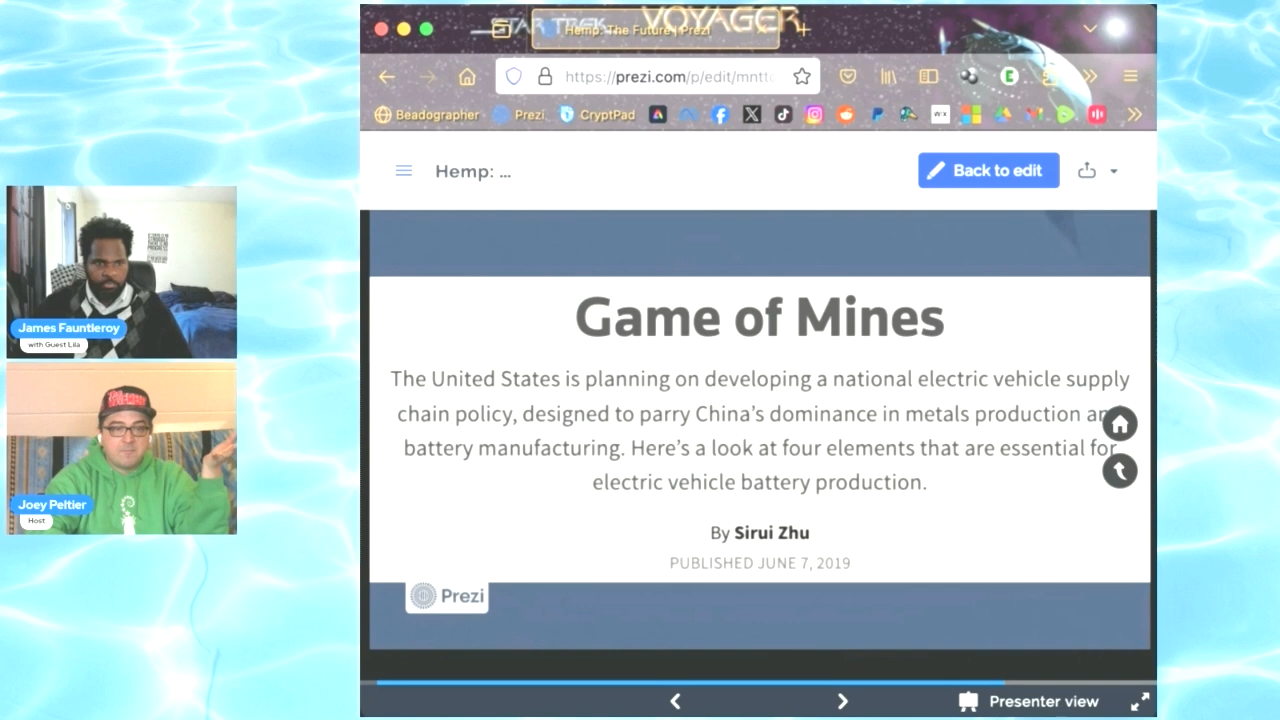 STAR TREK VOYAGER
Hemp: The Future | Prezi
https://prezi.com/p/edit/mntt
Beadographer Prezi CryptPad
Hemp: ...
Back to edit
Game of Mines
The United States is planning on developing a national electric vehicle supply
chain policy, designed to parry China's dominance in metals production an
battery manufacturing. Here's a look at four elements that are essential for
electric vehicle battery production.
By Sirui Zhu
PUBLISHED JUNE 7, 2019
Prezi
Presenter view
James Fauntleroy
with Guest Lila
Joey Peltier
Host